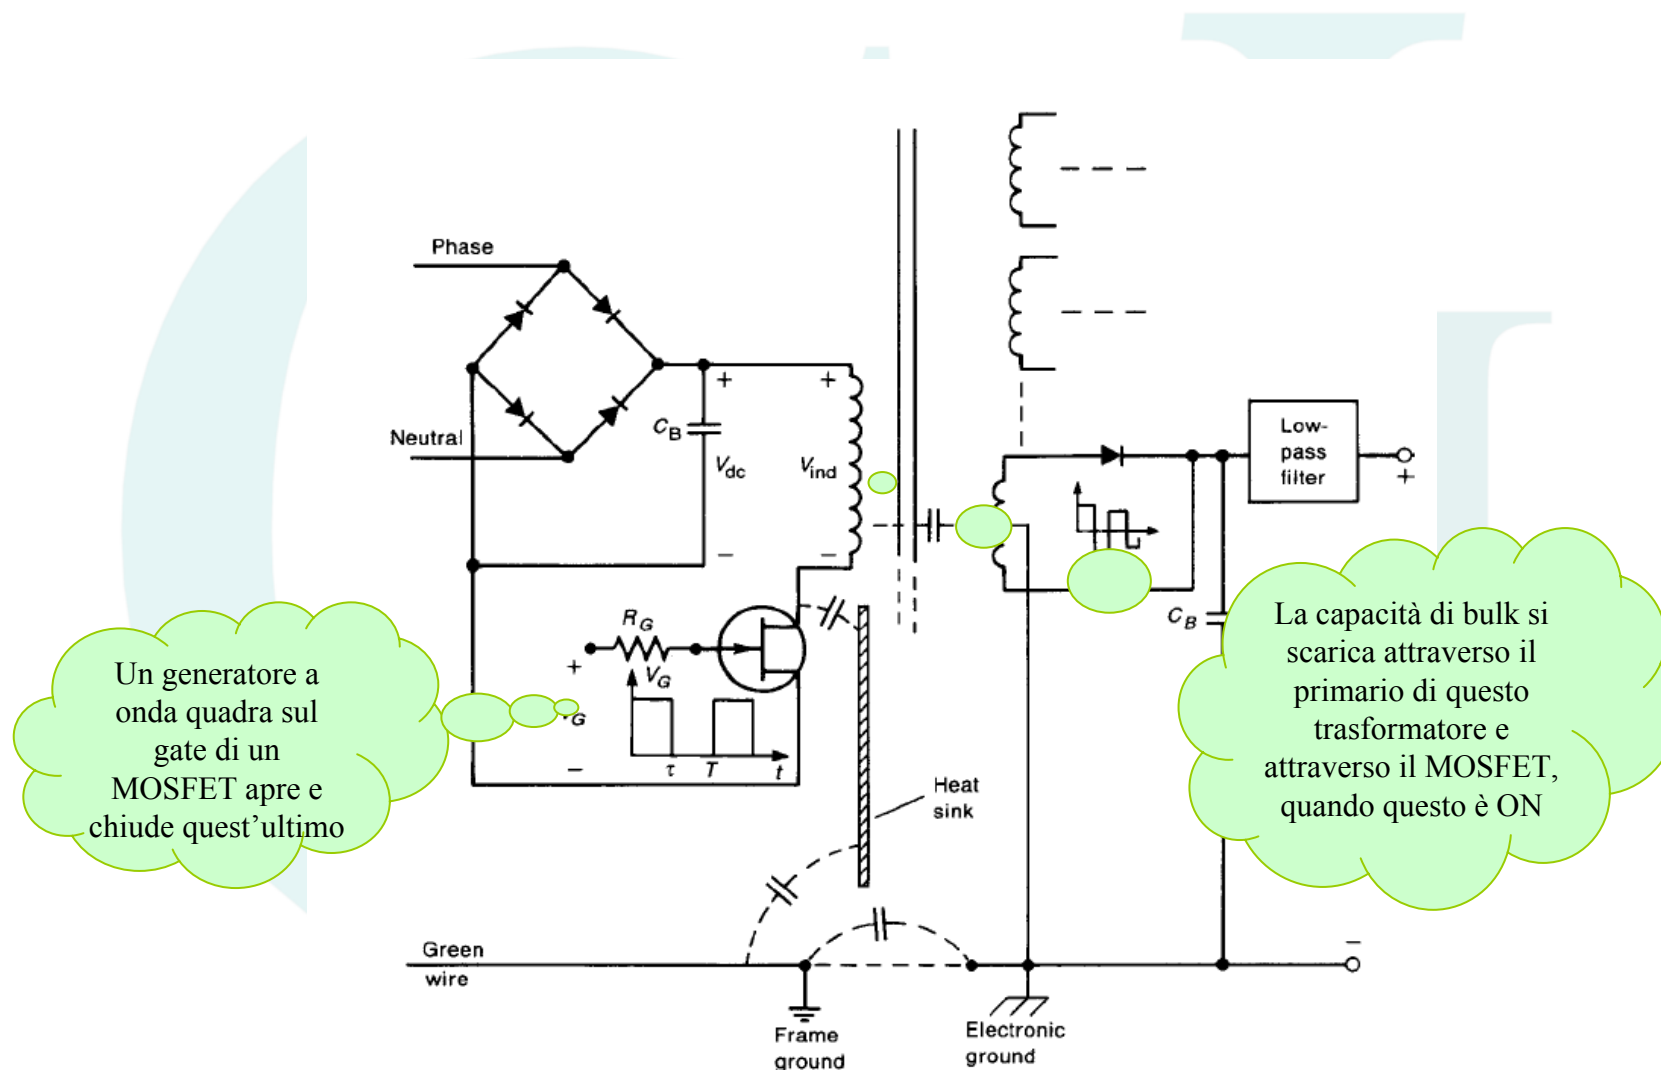 Phase
Neutral
C_B
+
V_dc
−
+
V_ind
−
Low-
pass
filter
+
R_G
+
V_G
G
−
τ
T
t
C_B
Un generatore a
onda quadra sul
gate di un
MOSFET apre e
chiude quest’ultimo
La capacità di bulk si
scarica attraverso il
primario di questo
trasformatore e
attraverso il MOSFET,
quando questo è ON
Heat
sink
Green
wire
−
Frame
ground
Electronic
ground